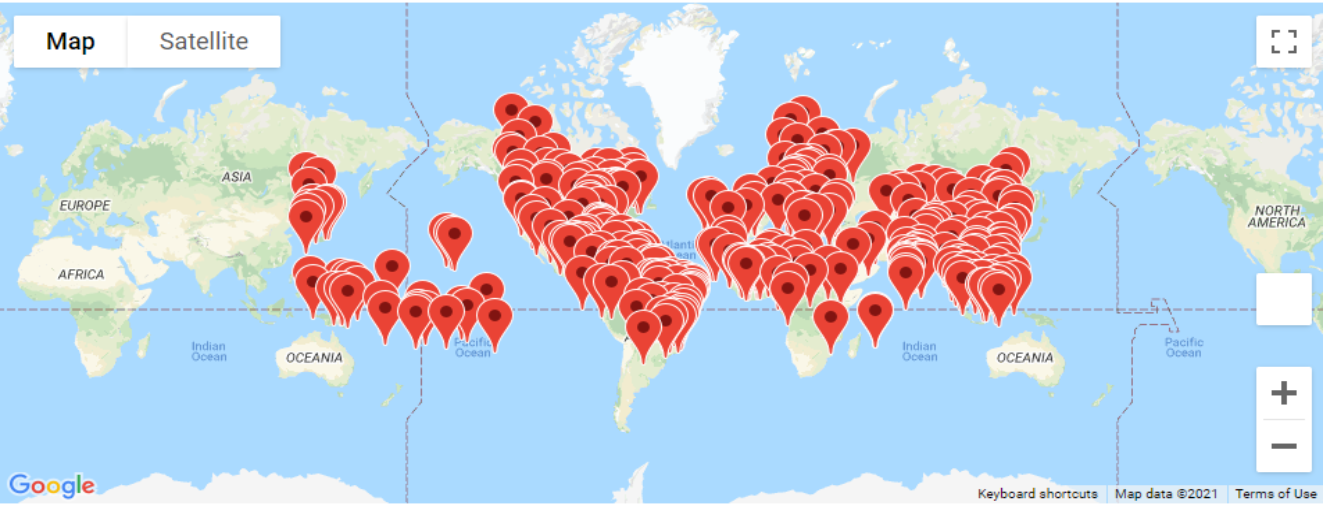 Map
Satellite
ASIA
EUROPE
NORTH
AMERICA
AFRICA
Pacific
Indian
Ocean
OCEANIA
Pacific
Ocean
Indian
Ocean
OCEANIA
Pacific
Ocean
Google
Keyboard shortcuts
Map data ©2021
Terms of Use